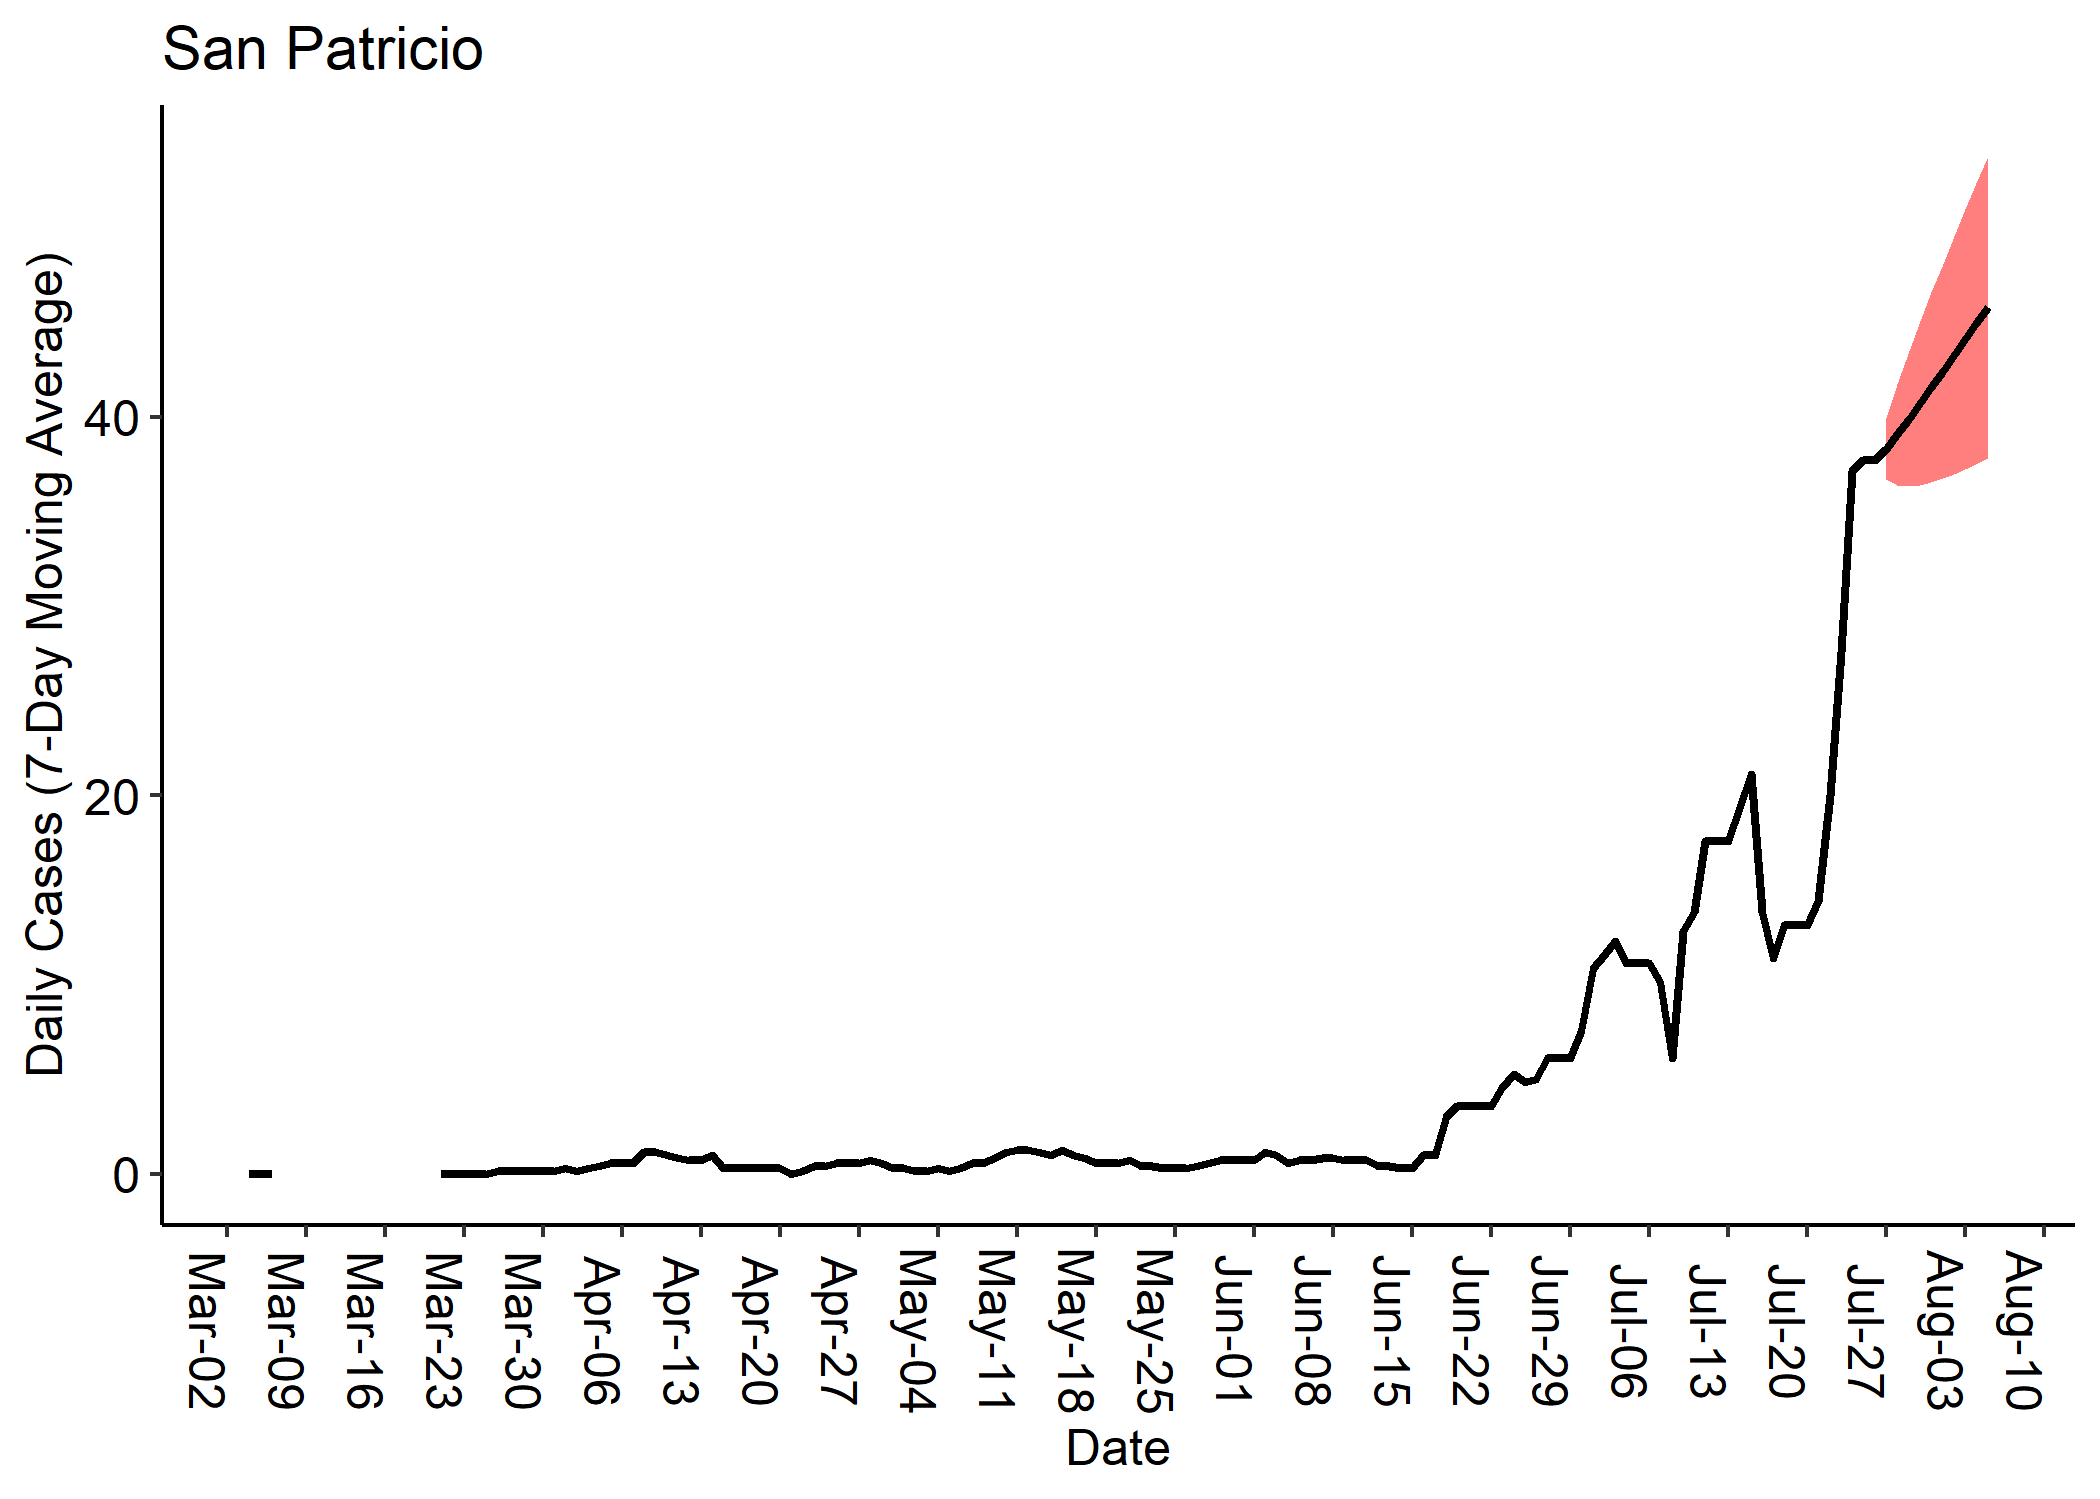 San Patricio
Daily Cases (7-Day Moving Average)
40
20
0
Mar-02
Mar-09
Mar-16
Mar-23
Mar-30
Apr-06
Apr-13
Apr-20
Apr-27
May-04
May-11
May-18
May-25
Jun-01
Jun-08
Jun-15
Jun-22
Jun-29
Jul-06
Jul-13
Jul-20
Jul-27
Aug-03
Aug-10
Date